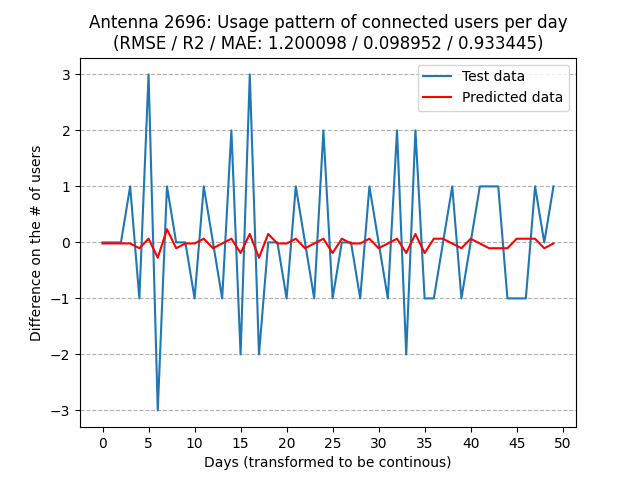 Antenna 2696: Usage pattern of connected users per day
(RMSE / R2 / MAE: 1.200098 / 0.098952 / 0.933445)
Test data
Predicted data
Difference on the # of users
3
2
1
0
−1
−2
−3
0 5 10 15 20 25 30 35 40 45 50
Days (transformed to be continous)